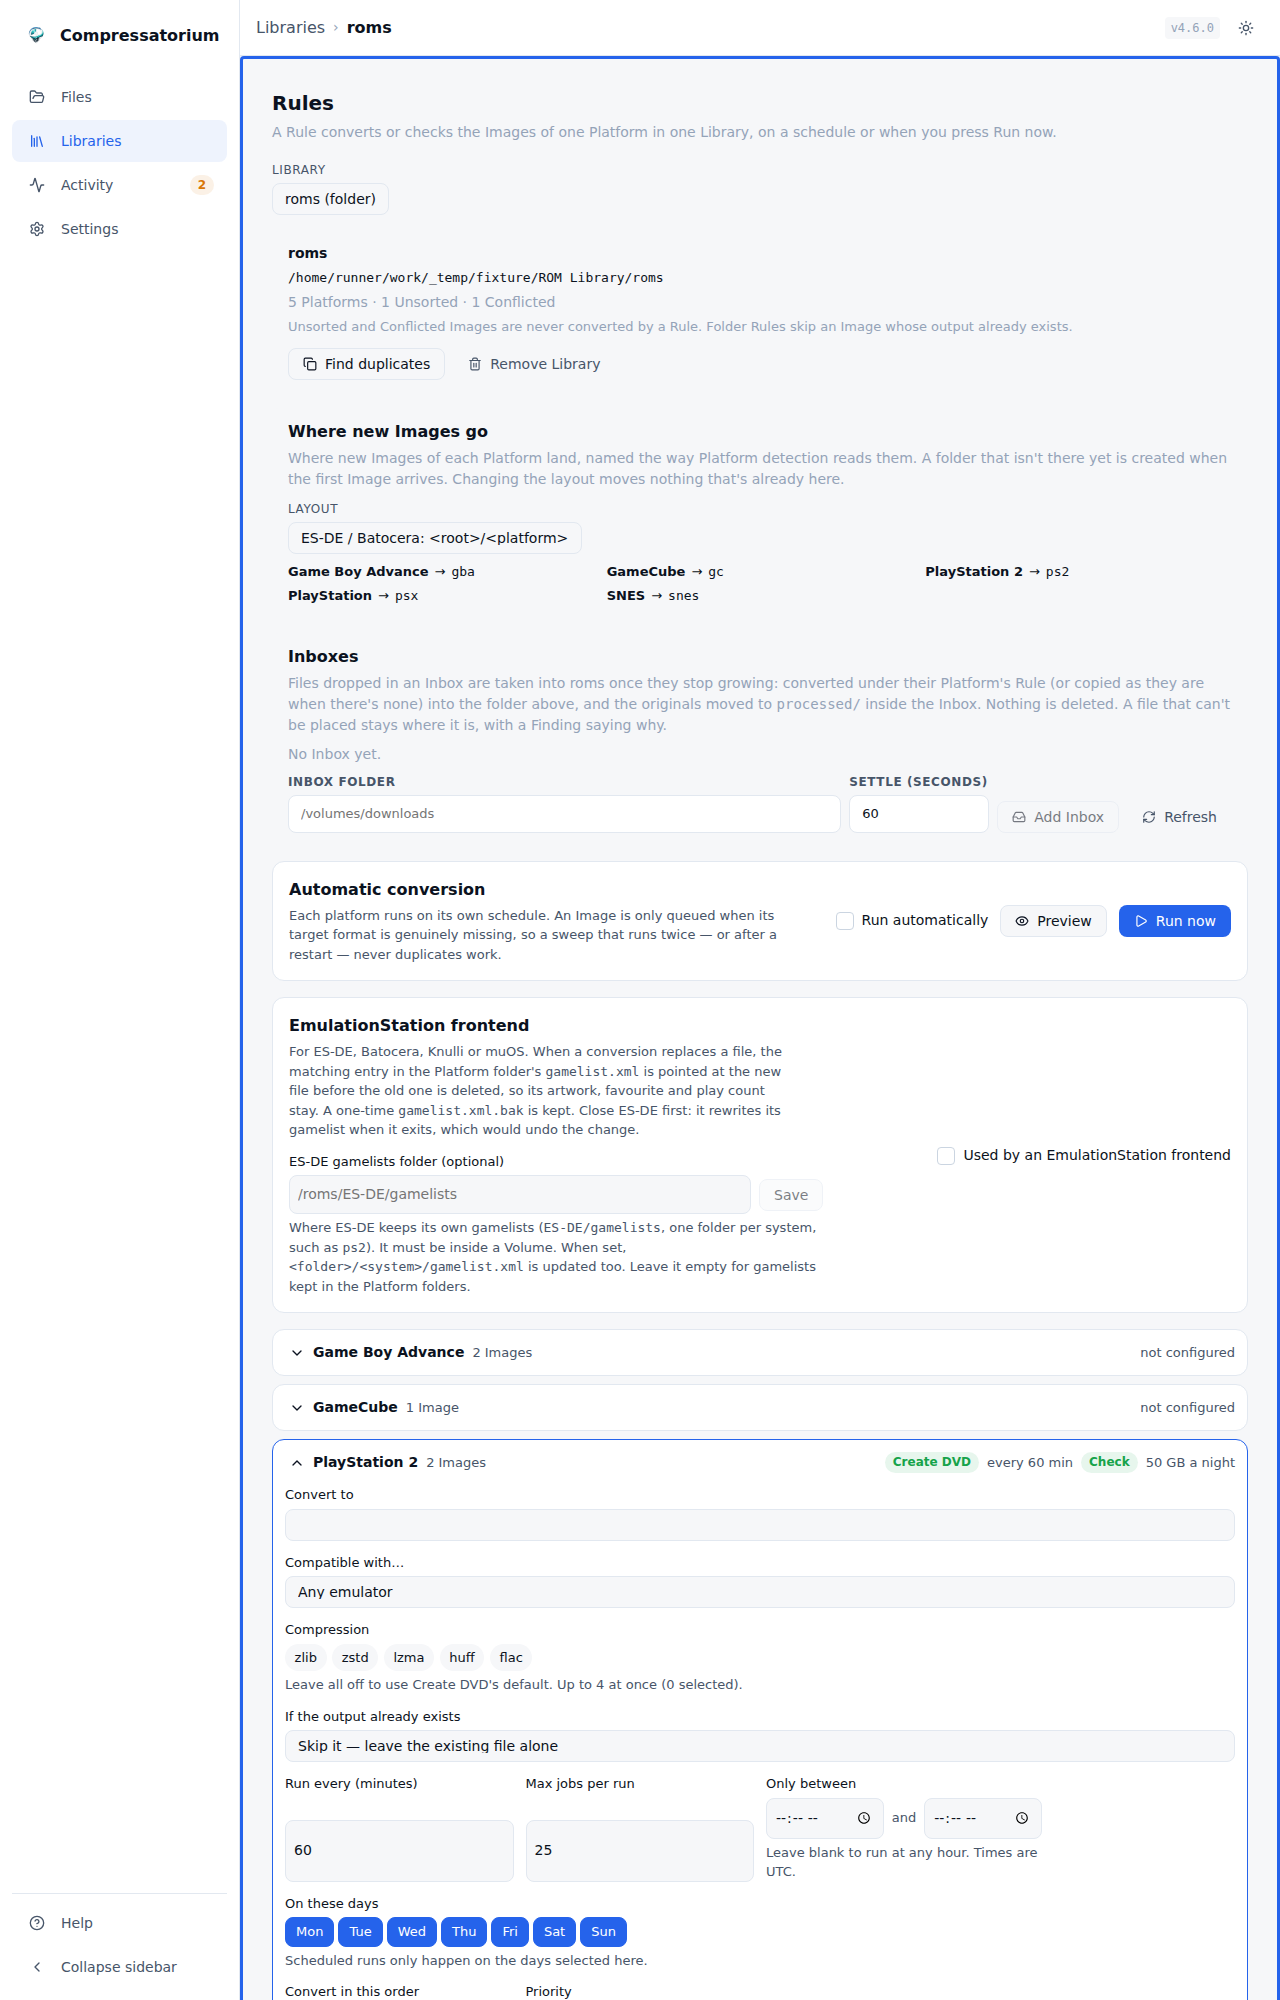 Compressatorium
Libraries › roms
v4.6.0
Files
Libraries
Activity 2
Settings
Rules
A Rule converts or checks the Images of one Platform in one Library, on a schedule or when you press Run now.
LIBRARY
roms (folder)
roms
/home/runner/work/_temp/fixture/ROM Library/roms
5 Platforms · 1 Unsorted · 1 Conflicted
Unsorted and Conflicted Images are never converted by a Rule. Folder Rules skip an Image whose output already exists.
Find duplicates
Remove Library
Where new Images go
Where new Images of each Platform land, named the way Platform detection reads them. A folder that isn't there yet is created when
the first Image arrives. Changing the layout moves nothing that's already here.
LAYOUT
ES-DE / Batocera: <root>/<platform>
Game Boy Advance → gba
GameCube → gc
PlayStation 2 → ps2
PlayStation → psx
SNES → snes
Inboxes
Files dropped in an Inbox are taken into roms once they stop growing: converted under their Platform's Rule (or copied as they are
when there's none) into the folder above, and the originals moved to processed/ inside the Inbox. Nothing is deleted. A file that can't
be placed stays where it is, with a Finding saying why.
No Inbox yet.
INBOX FOLDER
SETTLE (SECONDS)
/volumes/downloads
60
Add Inbox
Refresh
Automatic conversion
Each platform runs on its own schedule. An Image is only queued when its
target format is genuinely missing, so a sweep that runs twice — or after a
restart — never duplicates work.
Run automatically
Preview
Run now
EmulationStation frontend
For ES-DE, Batocera, Knulli or muOS. When a conversion replaces a file, the
matching entry in the Platform folder's gamelist.xml is pointed at the new
file before the old one is deleted, so its artwork, favourite and play count
stay. A one-time gamelist.xml.bak is kept. Close ES-DE first: it rewrites its
gamelist when it exits, which would undo the change.
ES-DE gamelists folder (optional)
/roms/ES-DE/gamelists
Save
Where ES-DE keeps its own gamelists (ES-DE/gamelists, one folder per system,
such as ps2). It must be inside a Volume. When set,
<folder>/<system>/gamelist.xml is updated too. Leave it empty for gamelists
kept in the Platform folders.
Used by an EmulationStation frontend
Game Boy Advance 2 Images
not configured
GameCube 1 Image
not configured
PlayStation 2 2 Images
Create DVD every 60 min Check 50 GB a night
Convert to
Compatible with…
Any emulator
Compression
zlib zstd lzma huff flac
Leave all off to use Create DVD's default. Up to 4 at once (0 selected).
If the output already exists
Skip it — leave the existing file alone
Run every (minutes)
Max jobs per run
Only between
60
25
--:-- -- and --:-- --
Leave blank to run at any hour. Times are
UTC.
On these days
Mon Tue Wed Thu Fri Sat Sun
Scheduled runs only happen on the days selected here.
Convert in this order
Priority
Help
Collapse sidebar